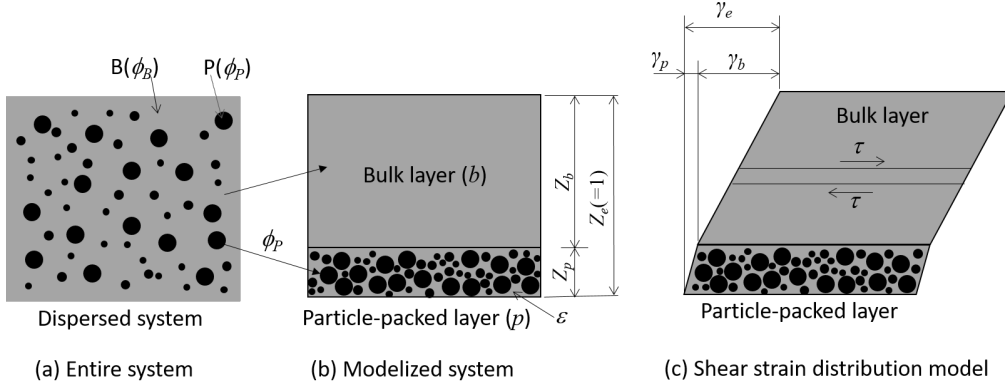 B(ϕ_B)
P(ϕ_P)
ϕ_P
Dispersed system
(a) Entire system
Bulk layer (b)
Z_b
Z_e(=1)
Z_p
Particle-packed layer (p)
ε
(b) Modelized system
γ_e
γ_p
γ_b
Bulk layer
τ
τ
Particle-packed layer
(c) Shear strain distribution model